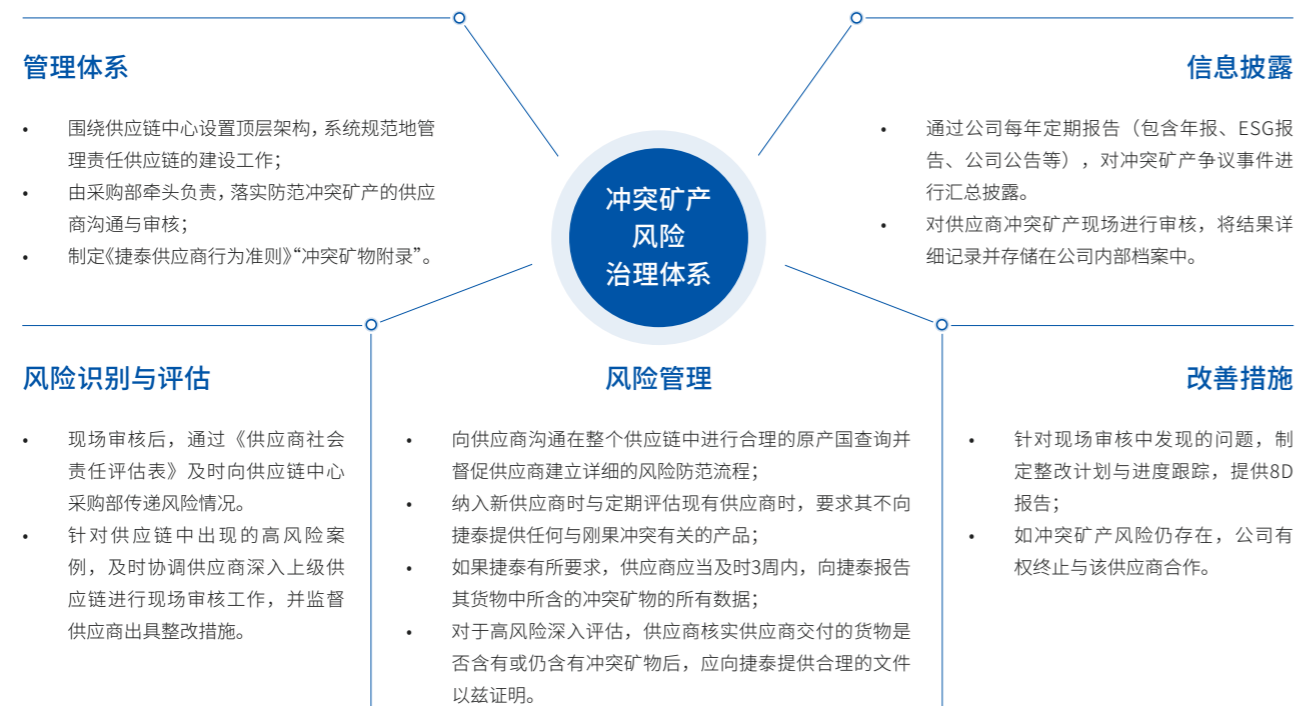 冲突矿产
风险
治理体系
管理体系
• 围绕供应链中心设置顶层架构，系统规范地管
理责任供应链的建设工作；
• 由采购部牵头负责，落实防范冲突矿产的供应
商沟通与审核；
• 制定《捷泰供应商行为准则》“冲突矿物附录”。
信息披露
• 通过公司每年定期报告（包含年报、ESG报
告、公司公告等），对冲突矿产争议事件进
行汇总披露。
• 对供应商冲突矿产现场进行审核，将结果详
细记录并存储在公司内部档案中。
风险识别与评估
• 现场审核后，通过《供应商社会
责任评估表》及时向供应链中心
采购部传递风险情况。
• 针对供应链中出现的高风险案
例，及时协调供应商深入上级供
应链进行现场审核工作，并监督
供应商出具整改措施。
风险管理
• 向供应商沟通在整个供应链中进行合理的原产国查询并
督促供应商建立详细的风险防范流程；
• 纳入新供应商时与定期评估现有供应商时，要求其不向
捷泰提供任何与刚果冲突有关的产品；
• 如果捷泰有所要求，供应商应当及时3周内，向捷泰报告
其货物中所含的冲突矿物的所有数据；
• 对于高风险深入评估，供应商核实供应商交付的货物是
否含有或仍含有冲突矿物后，应向捷泰提供合理的文件
以兹证明。
改善措施
• 针对现场审核中发现的问题，制
定整改计划与进度跟踪，提供8D
报告；
• 如冲突矿产风险仍存在，公司有
权终止与该供应商合作。